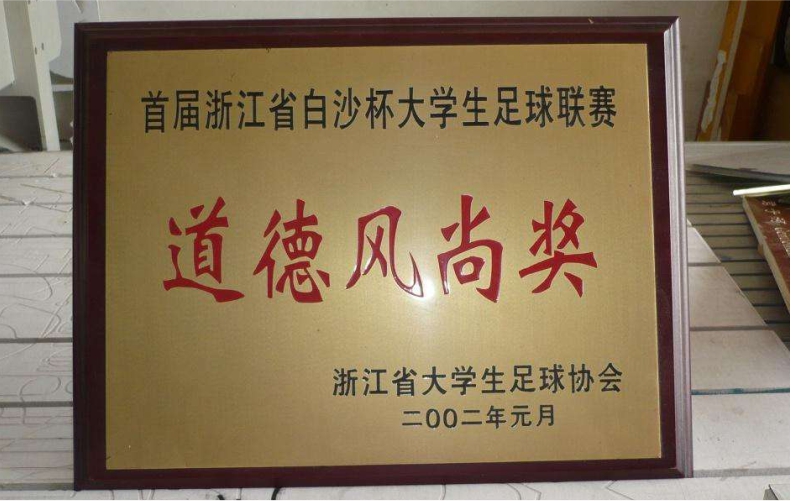 首届浙江省白沙杯大学生足球联赛
道德风尚奖
浙江省大学生足球协会
二00二年元月